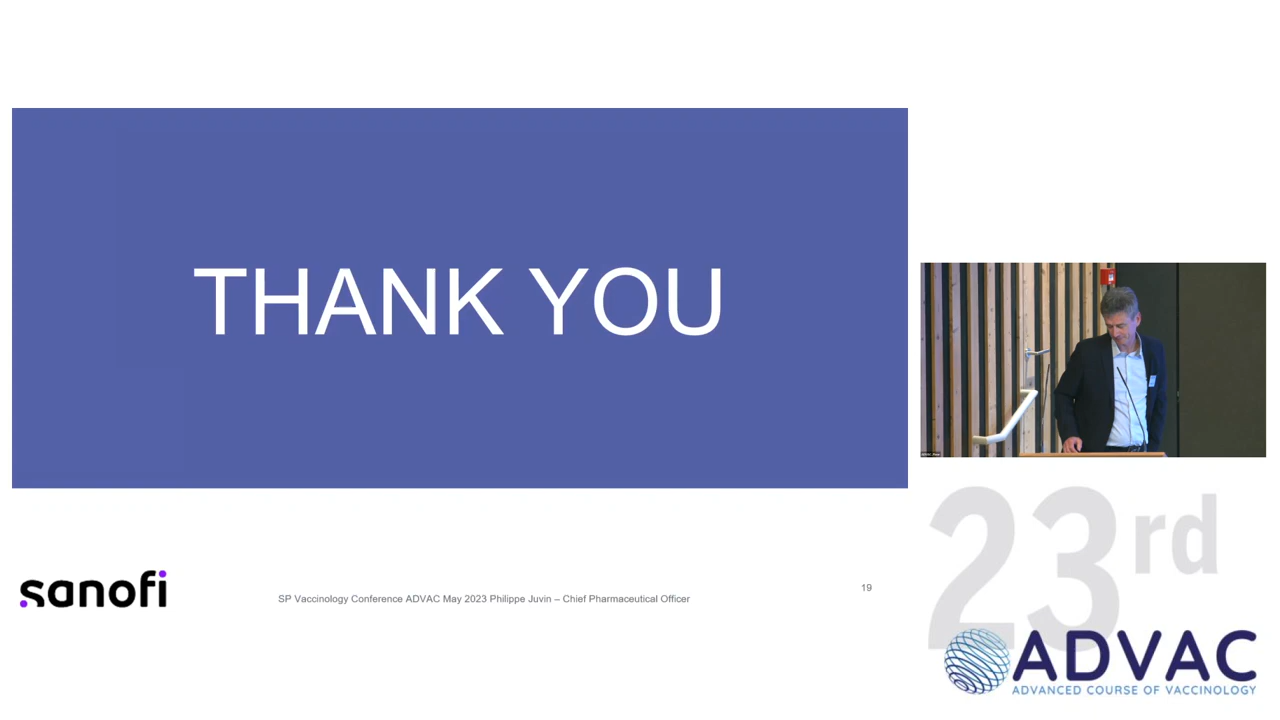 THANK YOU
sanofi
SP Vaccinology Conference ADVAC May 2023 Philippe Juvin – Chief Pharmaceutical Officer
19
23rd
ADVAC
ADVANCED COURSE OF VACCINOLOGY